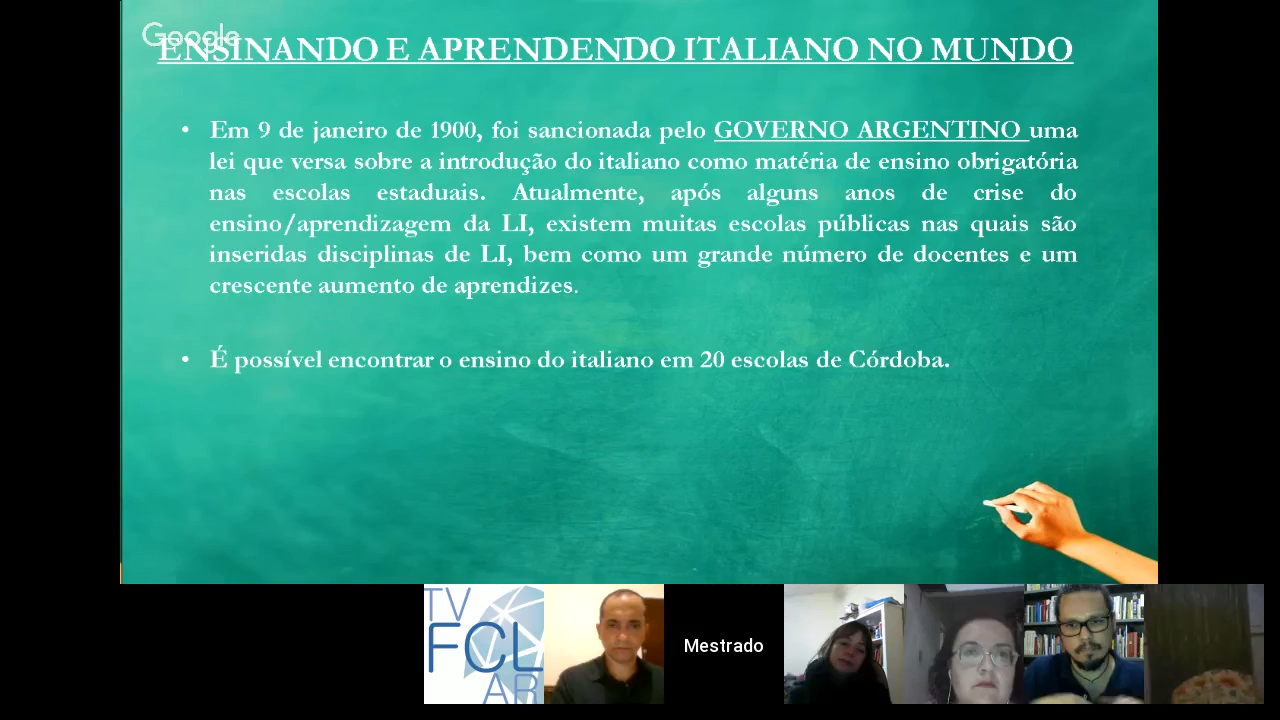 Google
ENSINANDO E APRENDENDO ITALIANO NO MUNDO
• Em 9 de janeiro de 1900, foi sancionada pelo GOVERNO ARGENTINO uma
lei que versa sobre a introdução do italiano como matéria de ensino obrigatória
nas escolas estaduais. Atualmente, após alguns anos de crise do
ensino/aprendizagem da LI, existem muitas escolas públicas nas quais são
inseridas disciplinas de LI, bem como um grande número de docentes e um
crescente aumento de aprendizes.
• É possível encontrar o ensino do italiano em 20 escolas de Córdoba.
TV
FCL
AR
Mestrado